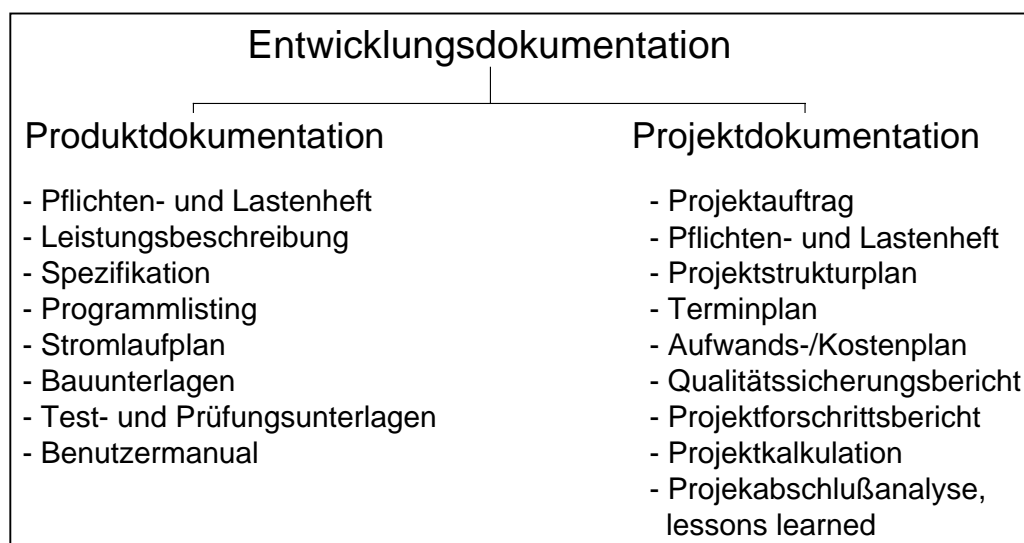 Entwicklungsdokumentation
Produktdokumentation
- Pflichten- und Lastenheft
- Leistungsbeschreibung
- Spezifikation
- Programmlisting
- Stromlaufplan
- Bauunterlagen
- Test- und Prüfungsunterlagen
- Benutzermanual
Projektdokumentation
- Projektauftrag
- Pflichten- und Lastenheft
- Projektstrukturplan
- Terminplan
- Aufwands-/Kostenplan
- Qualitätssicherungsbericht
- Projektforschrittsbericht
- Projektkalkulation
- Projekabschlußanalyse,
lessons learned